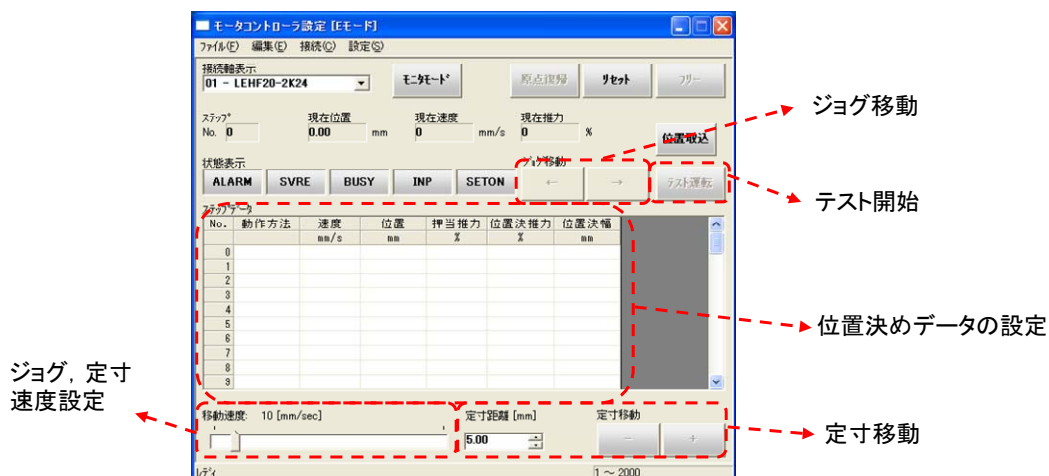 モータコントローラ設定 [Eモード]
ファイル(F) 編集(E) 接続(C) 設定(S)
接続軸表示
01 - LEHF20-2K24
モニタモード
原点復帰
リセット
フリー
ステップ
No. 0
現在位置
0.00 mm
現在速度
0 mm/s
現在推力
0 %
位置取込
状態表示
ALARM SVRE BUSY INP SETON
ジョグ移動
← →
テスト運転
ステップデータ
No. 動作方法 速度 位置 押当推力 位置決推力 位置決幅
mm/s mm % % mm
0
1
2
3
4
5
6
7
8
9
移動速度: 10 [mm/sec]
定寸距離 [mm]
5.00
定寸移動
- +
レディ
1 ~ 2000
ジョグ移動
テスト開始
位置決めデータの設定
定寸移動
ジョグ, 定寸
速度設定